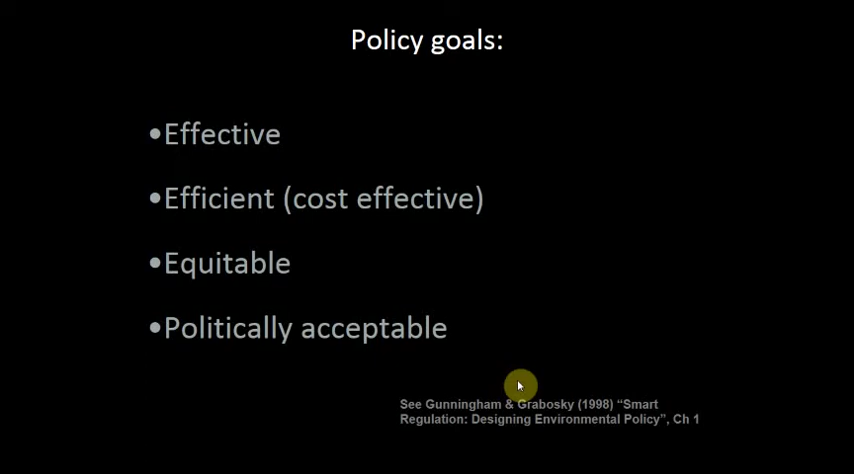 Policy goals:
•Effective
•Efficient (cost effective)
•Equitable
•Politically acceptable
See Gunningham & Grabosky (1998) “Smart
Regulation: Designing Environmental Policy”, Ch 1